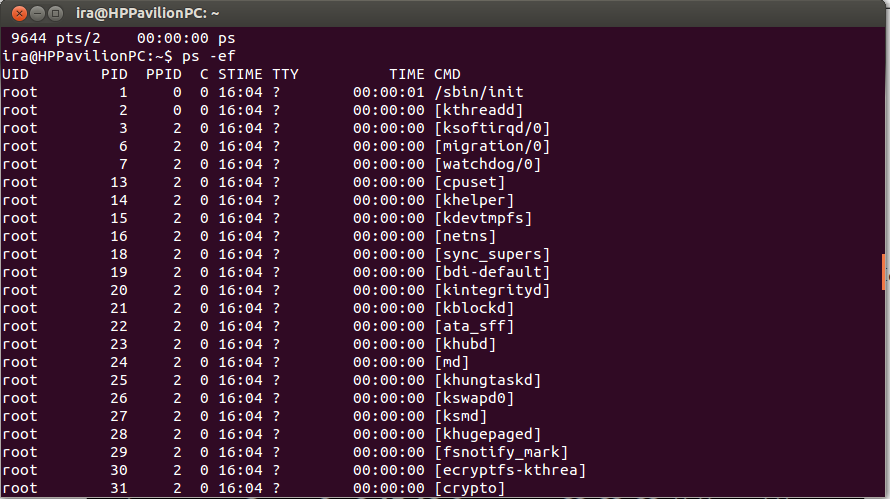 ira@HPPavilionPC: ~
 9644 pts/2    00:00:00 ps
ira@HPPavilionPC:~$ ps -ef
UID        PID  PPID  C STIME TTY          TIME CMD
root         1     0  0 16:04 ?        00:00:01 /sbin/init
root         2     0  0 16:04 ?        00:00:00 [kthreadd]
root         3     2  0 16:04 ?        00:00:00 [ksoftirqd/0]
root         6     2  0 16:04 ?        00:00:00 [migration/0]
root         7     2  0 16:04 ?        00:00:00 [watchdog/0]
root        13     2  0 16:04 ?        00:00:00 [cpuset]
root        14     2  0 16:04 ?        00:00:00 [khelper]
root        15     2  0 16:04 ?        00:00:00 [kdevtmpfs]
root        16     2  0 16:04 ?        00:00:00 [netns]
root        18     2  0 16:04 ?        00:00:00 [sync_supers]
root        19     2  0 16:04 ?        00:00:00 [bdi-default]
root        20     2  0 16:04 ?        00:00:00 [kintegrityd]
root        21     2  0 16:04 ?        00:00:00 [kblockd]
root        22     2  0 16:04 ?        00:00:00 [ata_sff]
root        23     2  0 16:04 ?        00:00:00 [khubd]
root        24     2  0 16:04 ?        00:00:00 [md]
root        25     2  0 16:04 ?        00:00:00 [khungtaskd]
root        26     2  0 16:04 ?        00:00:00 [kswapd0]
root        27     2  0 16:04 ?        00:00:00 [ksmd]
root        28     2  0 16:04 ?        00:00:00 [khugepaged]
root        29     2  0 16:04 ?        00:00:00 [fsnotify_mark]
root        30     2  0 16:04 ?        00:00:00 [ecryptfs-kthrea]
root        31     2  0 16:04 ?        00:00:00 [crypto]